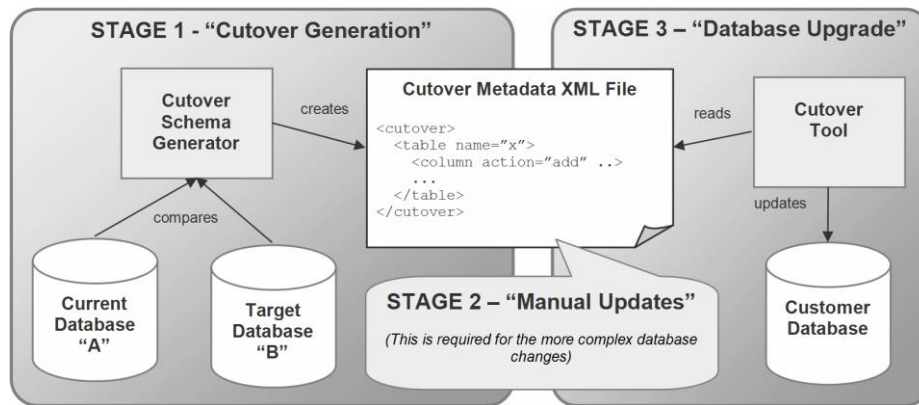 STAGE 1 - “Cutover Generation”
Cutover
Schema
Generator
creates
compares
Current
Database
“A”
Target
Database
“B”
Cutover Metadata XML File
<cutover>
<table name=”x”>
<column action=”add” ..>
...
</table>
</cutover>
STAGE 2 – “Manual Updates”
(This is required for the more complex database
changes)
STAGE 3 – “Database Upgrade”
reads
Cutover
Tool
updates
Customer
Database